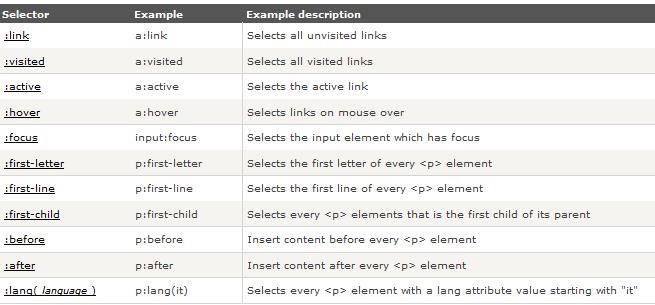 Selector Example Example description
:link a:link Selects all unvisited links
:visited a:visited Selects all visited links
:active a:active Selects the active link
:hover a:hover Selects links on mouse over
:focus input:focus Selects the input element which has focus
:first-letter p:first-letter Selects the first letter of every <p> element
:first-line p:first-line Selects the first line of every <p> element
:first-child p:first-child Selects every <p> elements that is the first child of its parent
:before p:before Insert content before every <p> element
:after p:after Insert content after every <p> element
:lang( language ) p:lang(it) Selects every <p> element with a lang attribute value starting with "it"